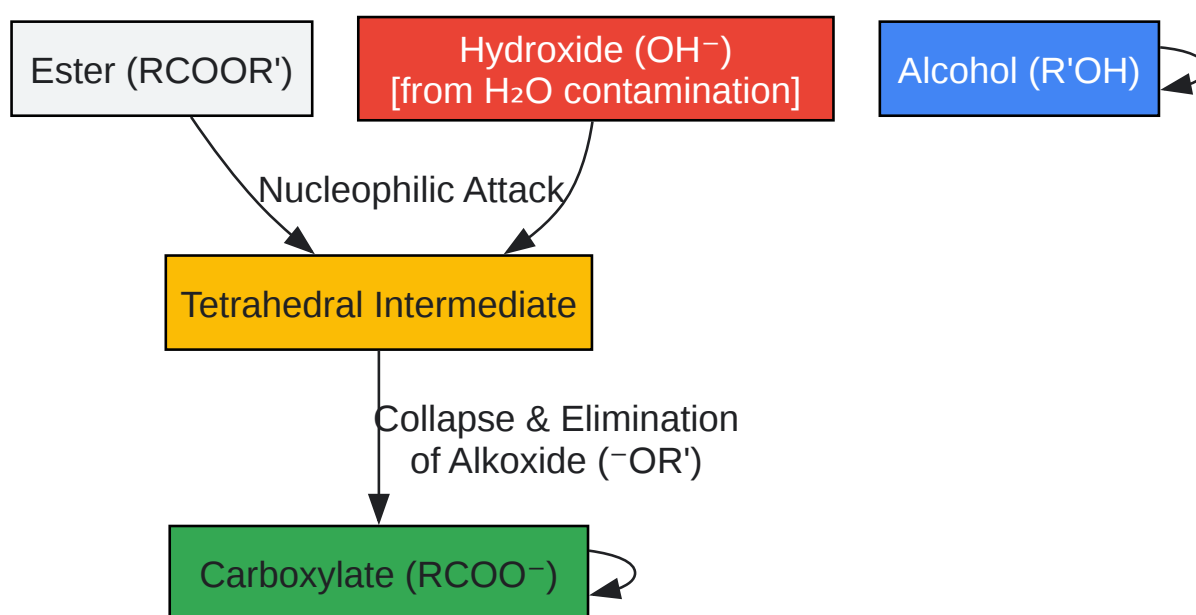 Ester (RCOOR')
Hydroxide (OH⁻)
[from H₂O contamination]
Alcohol (R'OH)
Nucleophilic Attack
Tetrahedral Intermediate
Collapse & Elimination
of Alkoxide (⁻OR')
Carboxylate (RCOO⁻)